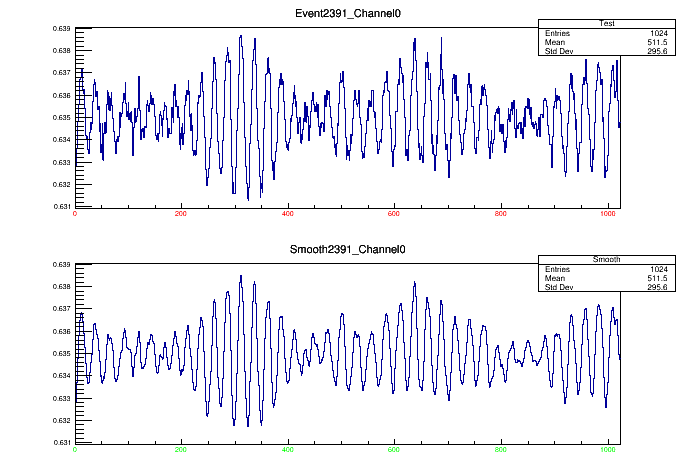 Event2391_Channel0
Test
Entries 1024
Mean 511.5
Std Dev 295.6
0.639
0.638
0.637
0.636
0.635
0.634
0.633
0.632
0.631
0 200 400 600 800 1000
Smooth2391_Channel0
Smooth
Entries 1024
Mean 511.5
Std Dev 295.6
0.639
0.638
0.637
0.636
0.635
0.634
0.633
0.632
0.631
0 200 400 600 800 1000